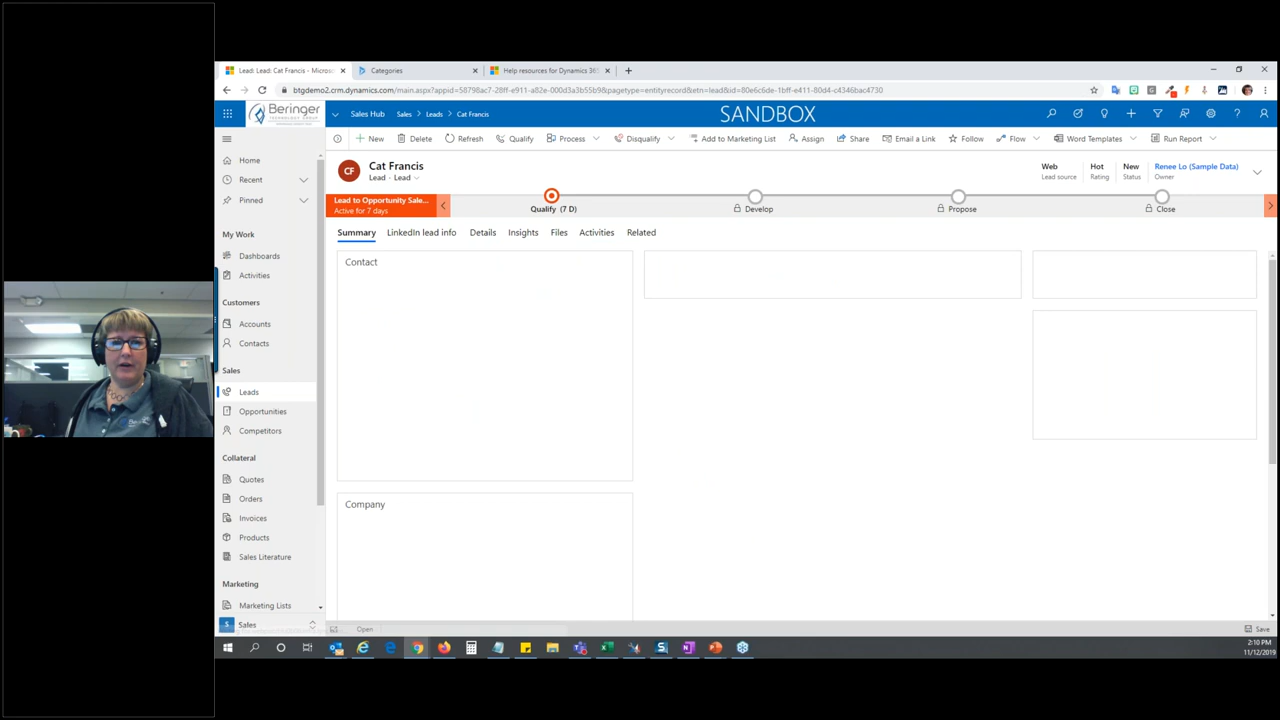 Lead: Lead: Cat Francis - Micros
Categories
Help resources for Dynamics 365
btgdemo2.crm.dynamics.com/main.aspx?appid=58798ac7-28ff-e911-a82e-000d3a3b55b9&pagetype=entityrecord&etn=lead&id=80e6c6de-1bff-e411-80d4-c4346bac4730
Beringer
TECHNOLOGY GROUP
Sales Hub
Sales > Leads > Cat Francis
SANDBOX
New
Delete
Refresh
Qualify
Process
Disqualify
Add to Marketing List
Assign
Share
Email a Link
Follow
Flow
Word Templates
Run Report
CF
Cat Francis
Lead · Lead
Web
Lead source
Hot
Rating
New
Status
Renee Lo (Sample Data)
Owner
Lead to Opportunity Sale...
Active for 7 days
Qualify (7 D)
Develop
Propose
Close
Summary
LinkedIn lead info
Details
Insights
Files
Activities
Related
Contact
Company
Home
Recent
Pinned
My Work
Dashboards
Activities
Customers
Accounts
Contacts
Sales
Leads
Opportunities
Competitors
Collateral
Quotes
Orders
Invoices
Products
Sales Literature
Marketing
Marketing Lists
S
Sales
Open
Save
2:10 PM
11/12/2019